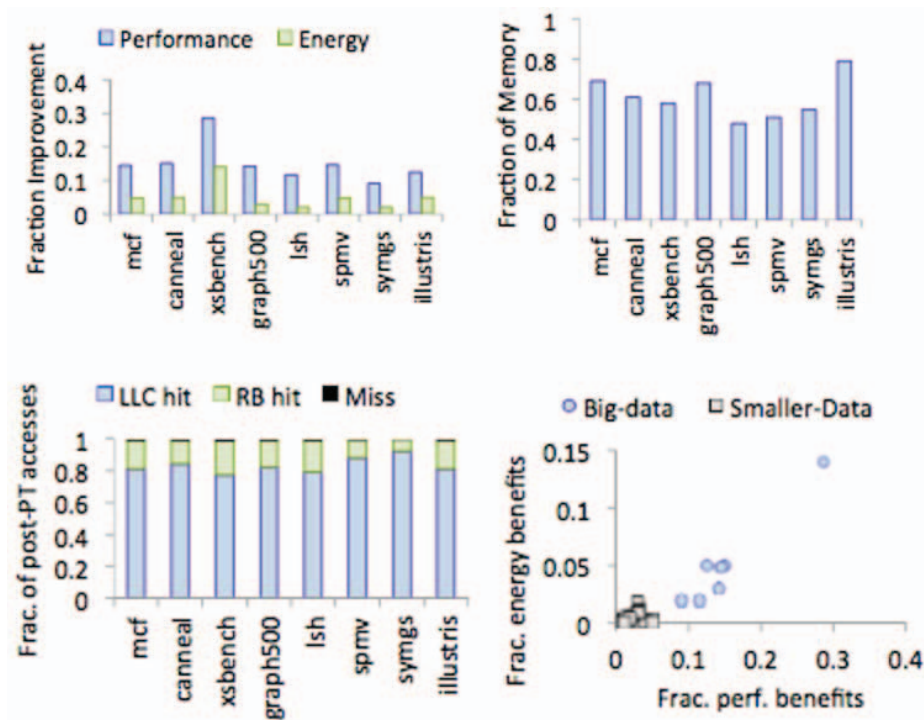 Performance Energy
Fraction Improvement
0.4
0.3
0.2
0.1
0
mcf
canneal
xsbench
graph500
lsh
spmv
symgs
illustris
Fraction of Memory
1
0.8
0.6
0.4
0.2
0
mcf
canneal
xsbench
graph500
lsh
spmv
symgs
illustris
LLC hit RB hit Miss
Frac. of post-PT accesses
1
0.8
0.6
0.4
0.2
0
mcf
canneal
xsbench
graph500
lsh
spmv
symgs
illustris
Big-data Smaller-Data
Frac. energy benefits
0.15
0.1
0.05
0
0 0.1 0.2 0.3 0.4
Frac. perf. benefits